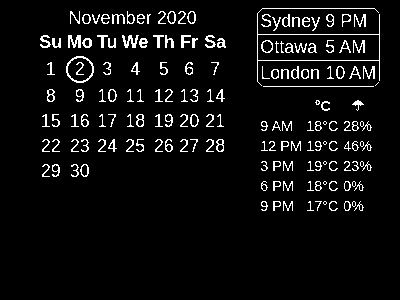 November 2020
Su Mo Tu We Th Fr Sa
1 2 3 4 5 6 7
8 9 10 11 12 13 14
15 16 17 18 19 20 21
22 23 24 25 26 27 28
29 30
Sydney 9 PM
Ottawa 5 AM
London 10 AM
°C ☂
9 AM 18°C 28%
12 PM 19°C 46%
3 PM 19°C 23%
6 PM 18°C 0%
9 PM 17°C 0%